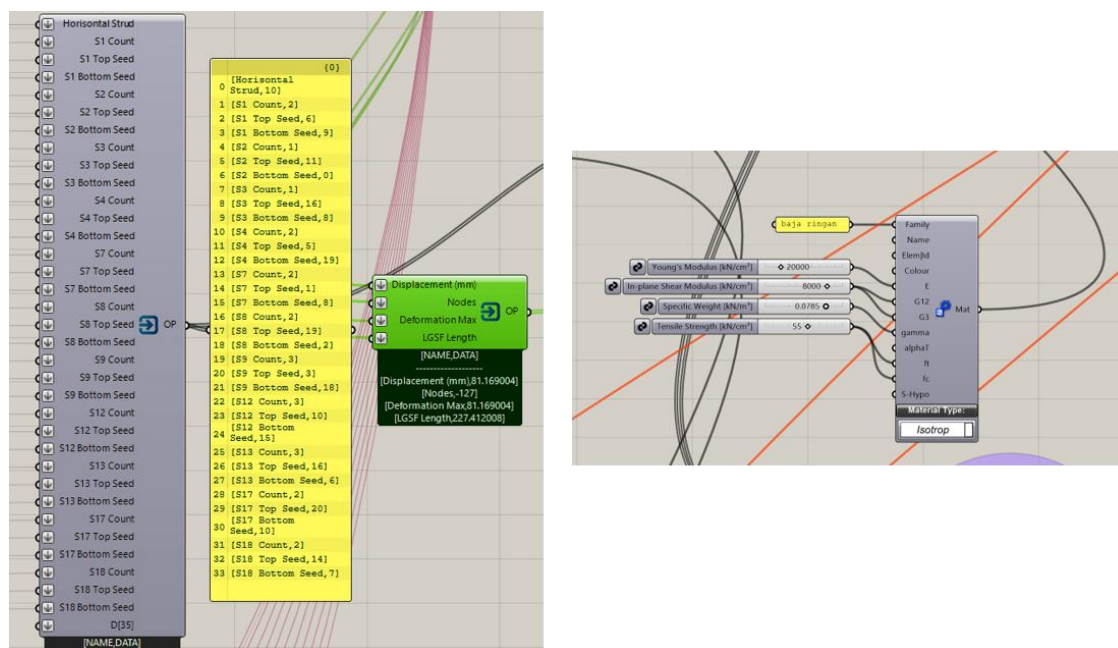 Horisontal Strud
S1 Count
S1 Top Seed
S1 Bottom Seed
S2 Count
S2 Top Seed
S2 Bottom Seed
S3 Count
S3 Top Seed
S3 Bottom Seed
S4 Count
S4 Top Seed
S4 Bottom Seed
S7 Count
S7 Top Seed
S7 Bottom Seed
S8 Count
S8 Top Seed
OP
S8 Bottom Seed
S9 Count
S9 Top Seed
S9 Bottom Seed
S12 Count
S12 Top Seed
S12 Bottom Seed
S13 Count
S13 Top Seed
S13 Bottom Seed
S17 Count
S17 Top Seed
S17 Bottom Seed
S18 Count
S18 Top Seed
S18 Bottom Seed
D[35]
[NAME,DATA]
{0}
0 [Horisontal
Strud,10]
1 [S1 Count,2]
2 [S1 Top Seed,6]
3 [S1 Bottom Seed,9]
4 [S2 Count,1]
5 [S2 Top Seed,11]
6 [S2 Bottom Seed,0]
7 [S3 Count,1]
8 [S3 Top Seed,16]
9 [S3 Bottom Seed,8]
10 [S4 Count,2]
11 [S4 Top Seed,5]
12 [S4 Bottom Seed,19]
13 [S7 Count,2]
14 [S7 Top Seed,1]
15 [S7 Bottom Seed,8]
16 [S8 Count,2]
17 [S8 Top Seed,19]
18 [S8 Bottom Seed,2]
19 [S9 Count,3]
20 [S9 Top Seed,3]
21 [S9 Bottom Seed,18]
22 [S12 Count,3]
23 [S12 Top Seed,10]
24 [S12 Bottom
Seed,15]
25 [S13 Count,3]
26 [S13 Top Seed,16]
27 [S13 Bottom Seed,6]
28 [S17 Count,2]
29 [S17 Top Seed,20]
30 [S17 Bottom
Seed,10]
31 [S18 Count,2]
32 [S18 Top Seed,14]
33 [S18 Bottom Seed,7]
Displacement (mm)
Nodes
Deformation Max
LGSF Length
OP
[NAME,DATA]
--------------------
[Displacement (mm),81.169004]
[Nodes,-127]
[Deformation Max,81.169004]
[LGSF Length,227.412008]
baja ringan
Young's Modulus [kN/cm²] 20000
In-plane Shear Modulus [kN/cm²] 8000
Specific Weight [kN/m³] 0.0785
Tensile Strength [kN/cm²] 55
Family
Name
Elem|Id
Colour
E
G12
G3
gamma
alphaT
ft
fc
S-Hypo
Mat
Material Type:
Isotrop